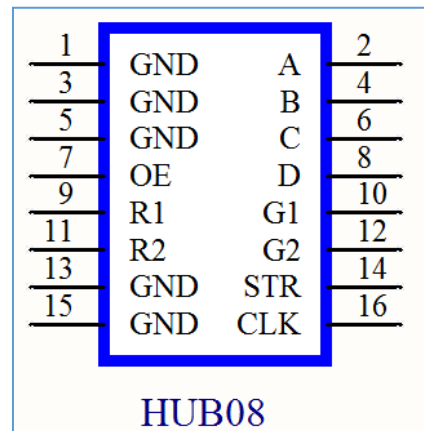 1 GND A 2
3 GND B 4
5 GND C 6
7 OE D 8
9 R1 G1 10
11 R2 G2 12
13 GND STR 14
15 GND CLK 16
HUB08